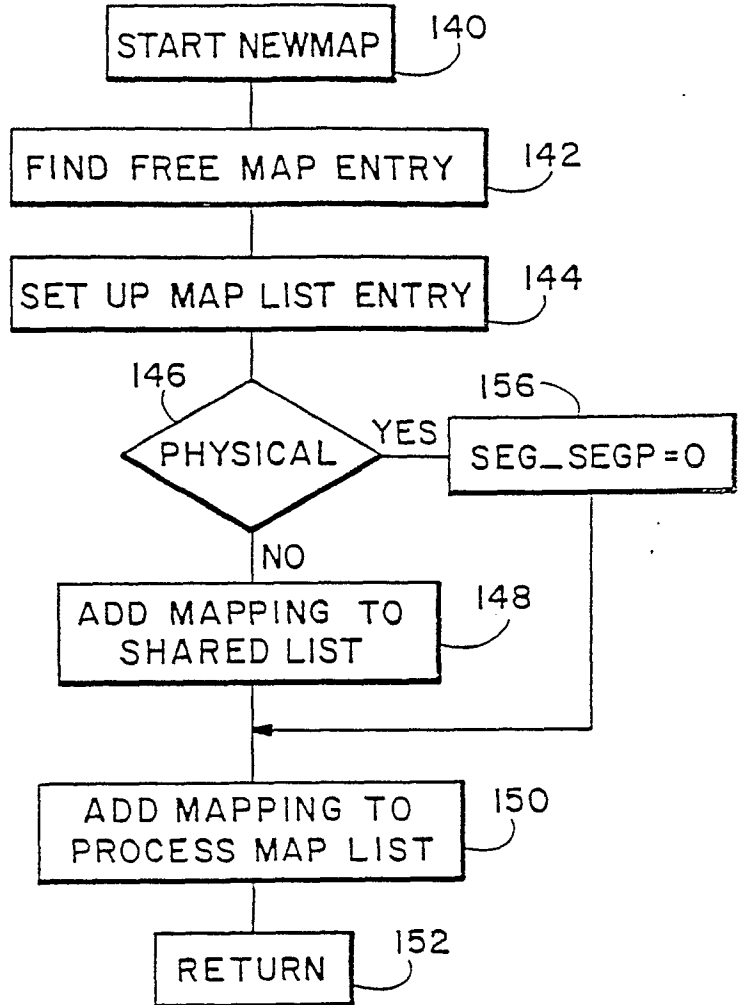 START NEWMAP
140
FIND FREE MAP ENTRY
142
SET UP MAP LIST ENTRY
144
146
PHYSICAL
YES
156
SEG_SEGP=0
NO
ADD MAPPING TO
SHARED LIST
148
ADD MAPPING TO
PROCESS MAP LIST
150
RETURN
152